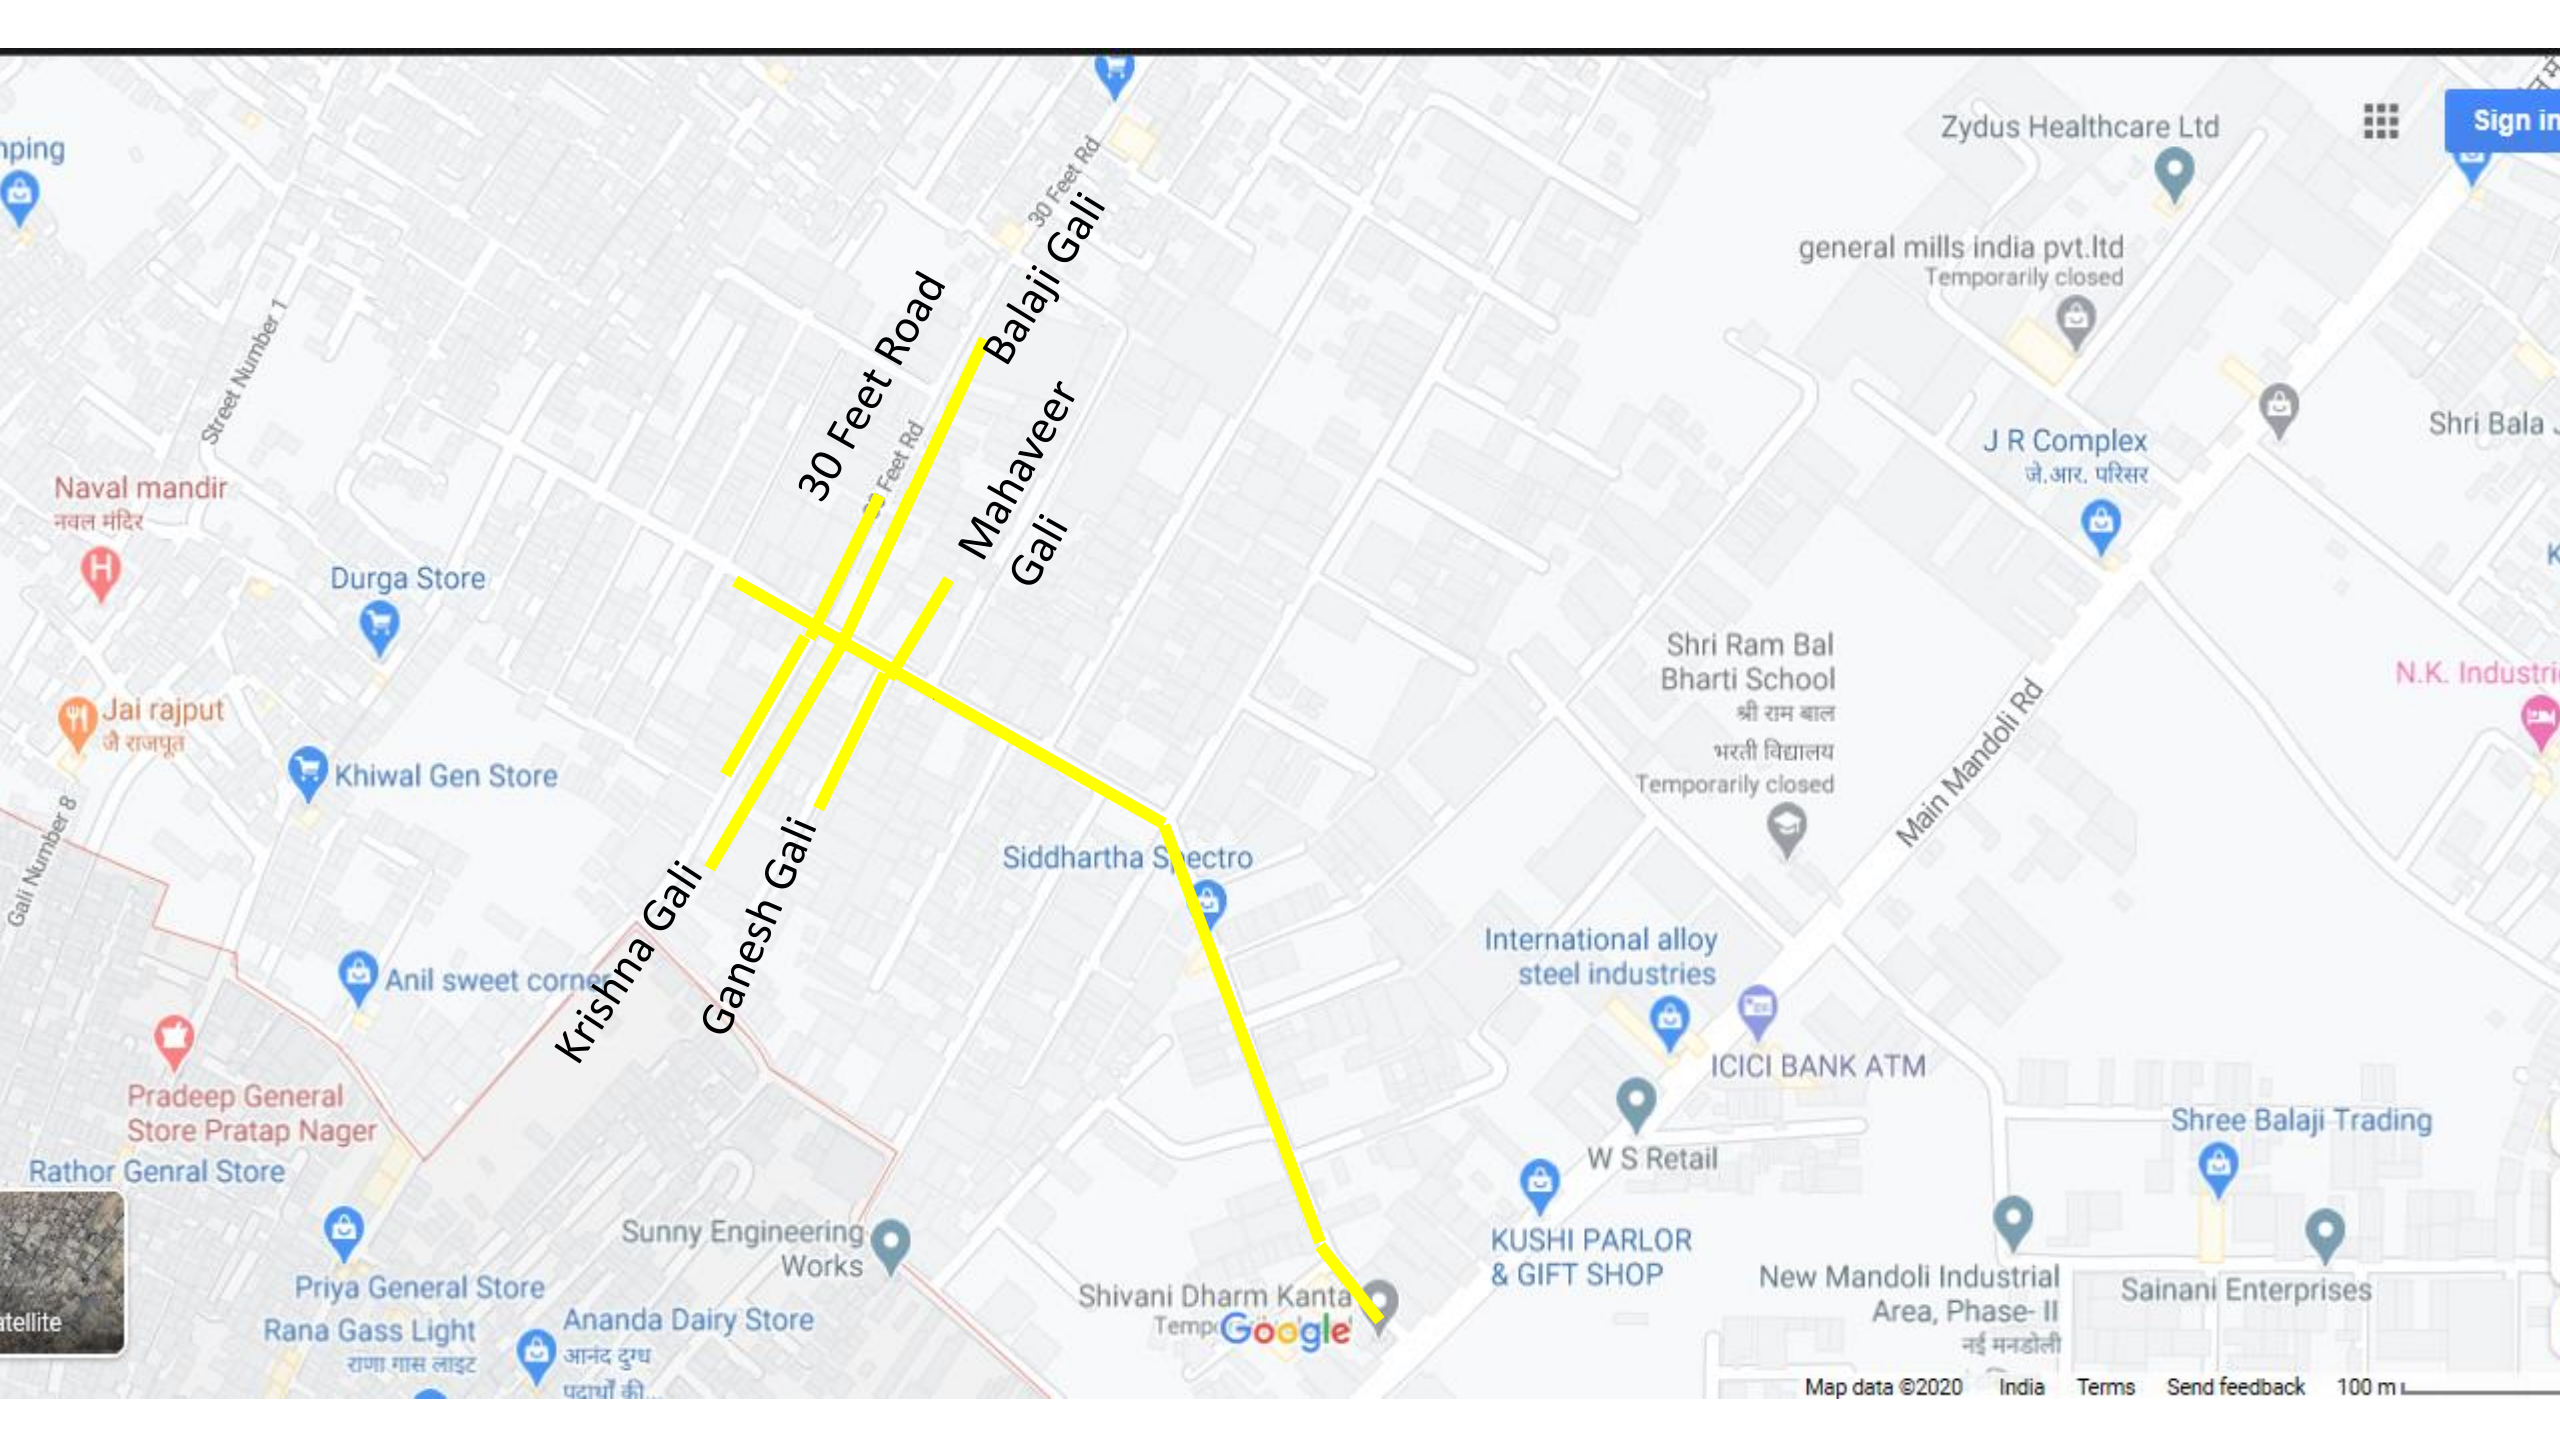 30 Feet Rd
Balaji Gali
30 Feet Road
Feet Rd
Mahaveer
Gali
Krishna Gali
Ganesh Gali
Zydus Healthcare Ltd
Sign in
general mills india pvt.ltd
Temporarily closed
J R Complex
जे.आर. परिसर
Shri Bala
Street Number 1
Naval mandir
नवल मंदिर
Durga Store
Jai rajput
जै राजपूत
Khiwal Gen Store
Gali Number 8
Shri Ram Bal
Bharti School
श्री राम बाल
भरती विद्यालय
Temporarily closed
Main Mandoli Rd
N.K.
Siddhartha Spectro
International alloy
steel industries
ICICI BANK ATM
Anil sweet corner
Pradeep General
Store Pratap Nager
Rathor Genral Store
W S Retail
Shree Balaji Trading
Sunny Engineering
Works
KUSHI PARLOR
& GIFT SHOP
New Mandoli Industrial
Area, Phase- II
नई मनडोली
Sainani Enterprises
Priya General Store
Shivani Dharm Kanta
Google
Rana Gass Light
राणा गास लाइट
Ananda Dairy Store
आनंद दुग्ध
पदार्थों की...
Map data ©2020 India Terms Send feedback 100 m